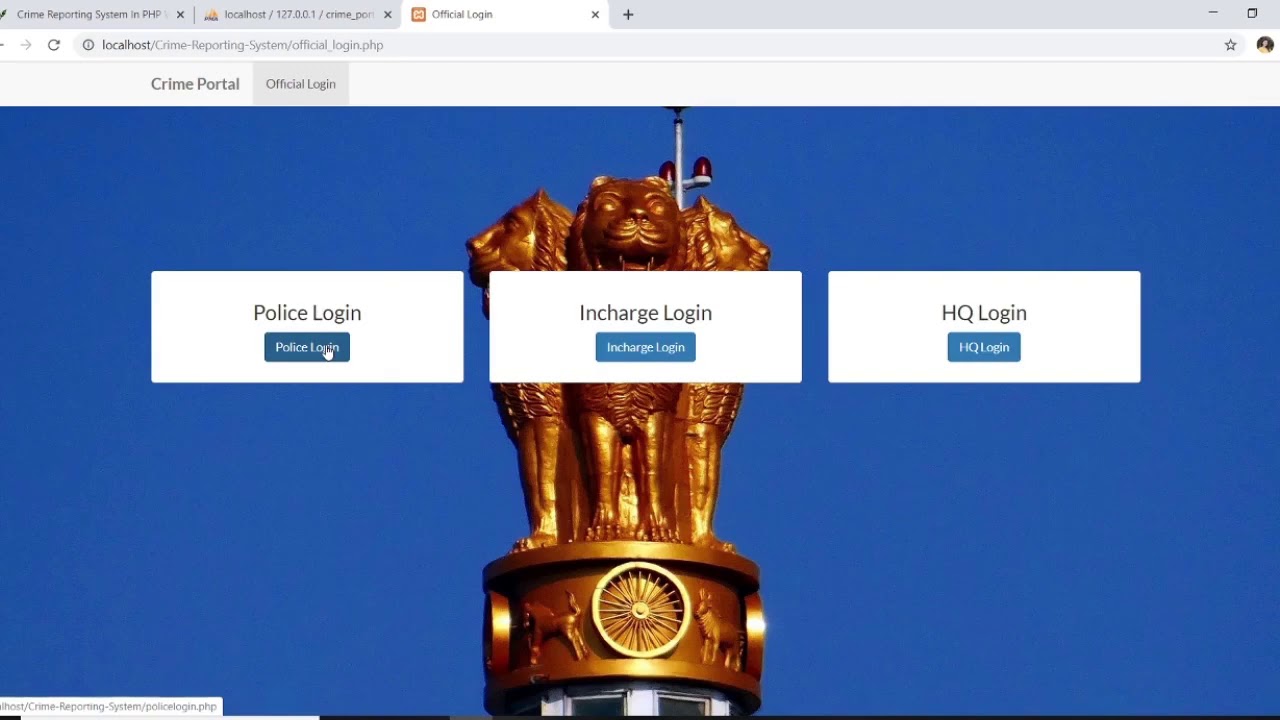 Crime Reporting System In PHP
localhost / 127.0.0.1 / crime_por
Official Login
localhost/Crime-Reporting-System/official_login.php
Crime Portal
Official Login
Police Login
Incharge Login
HQ Login
Police Login
Incharge Login
HQ Login
lhost/Crime-Reporting-System/policelogin.php